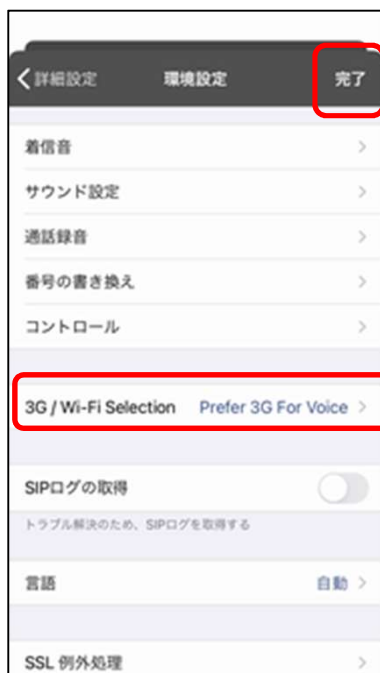 詳細設定 環境設定 完了
着信音
サウンド設定
通話録音
番号の書き換え
コントロール
3G / Wi-Fi Selection Prefer 3G For Voice
SIPログの取得
トラブル解決のため、SIPログを取得する
言語 自動
SSL 例外処理